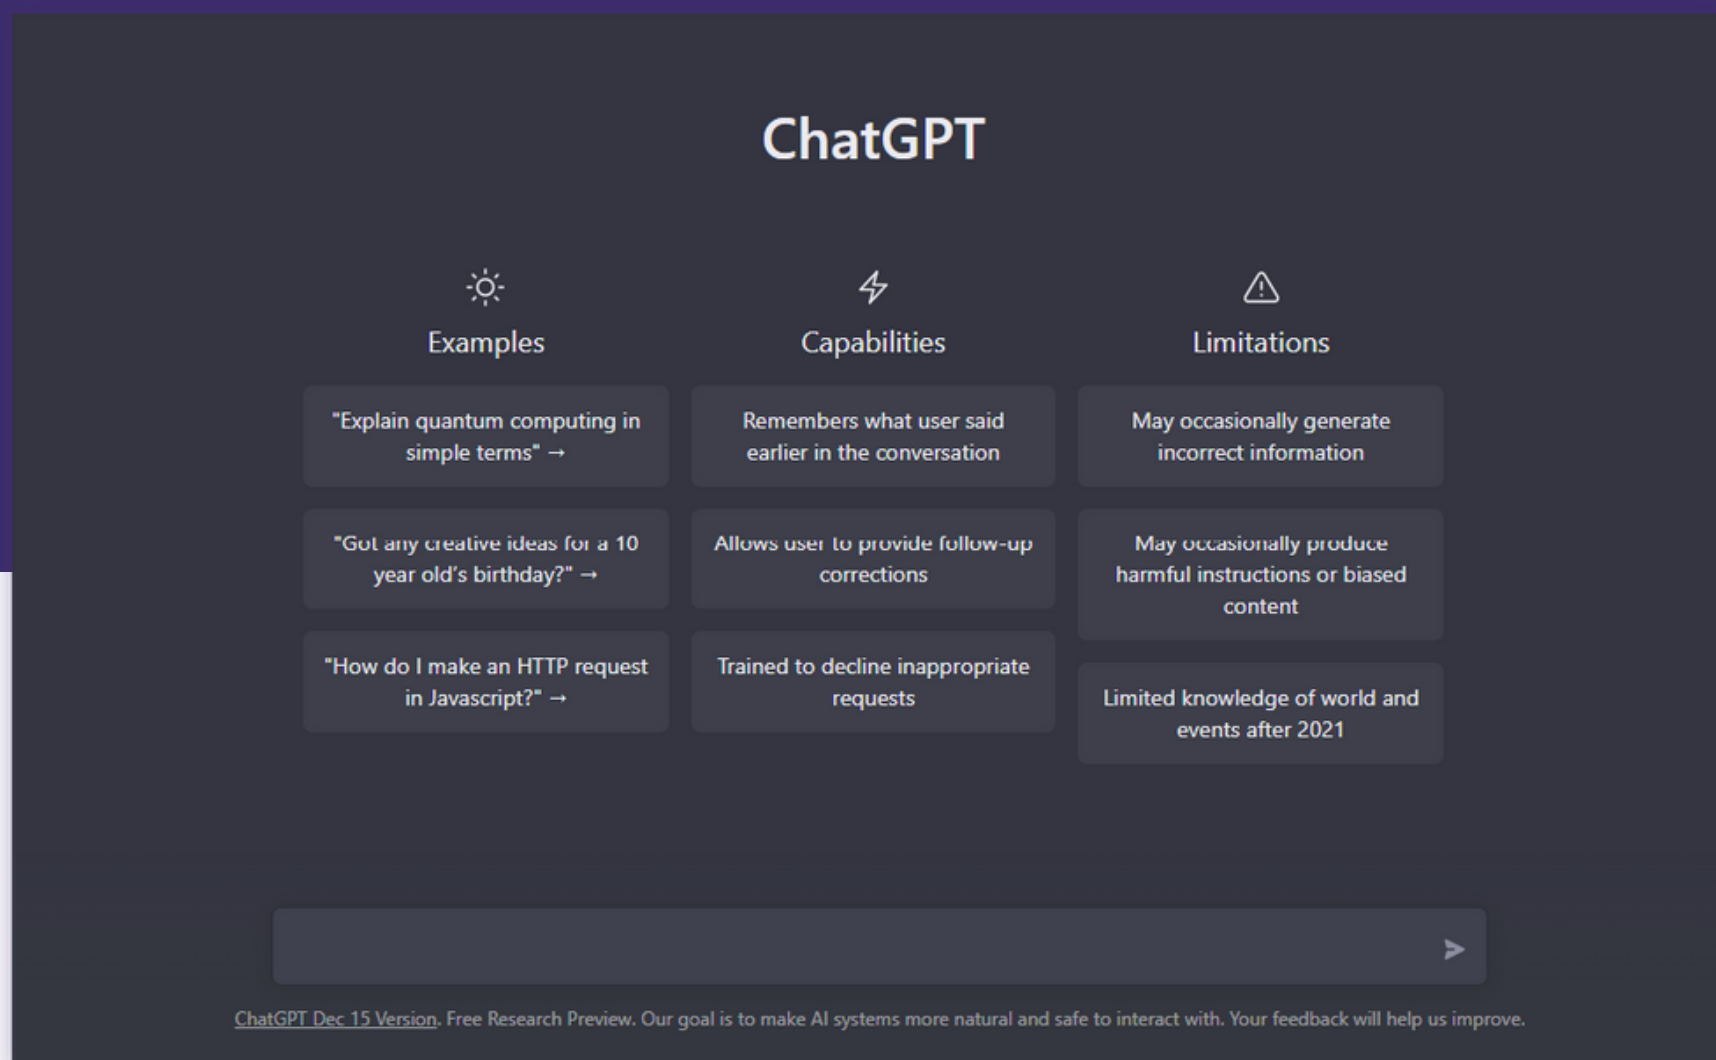 ChatGPT
Examples
"Explain quantum computing in
simple terms" →
"Got any creative ideas for a 10
year old's birthday?" →
"How do I make an HTTP request
in Javascript?" →
Capabilities
Remembers what user said
earlier in the conversation
Allows user to provide follow-up
corrections
Trained to decline inappropriate
requests
Limitations
May occasionally generate
incorrect information
May occasionally produce
harmful instructions or biased
content
Limited knowledge of world and
events after 2021
ChatGPT Dec 15 Version. Free Research Preview. Our goal is to make AI systems more natural and safe to interact with. Your feedback will help us improve.